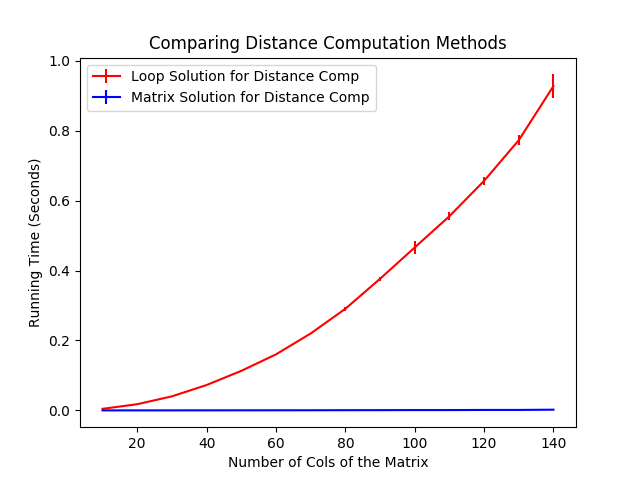 Comparing Distance Computation Methods
Loop Solution for Distance Comp
Matrix Solution for Distance Comp
Running Time (Seconds)
1.0
0.8
0.6
0.4
0.2
0.0
20 40 60 80 100 120 140
Number of Cols of the Matrix